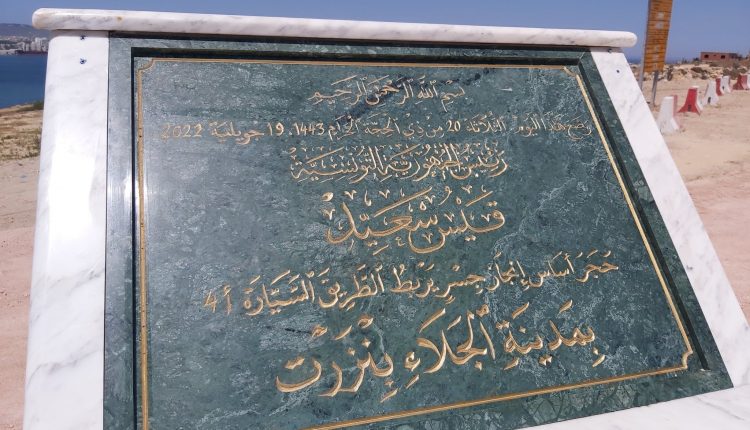 بسم الله الرحمن الرحيم
وضع هذا اليوم الثلاثاء 20 من ذي الحجة الحرام 1443، 19 جويلية 2022
رئيس الجمهورية التونسية
قيس سعيد
حجر أساس إنجاز جسر يربط الطريق السيارة أ4
بمدينة الجلاء بنزرت